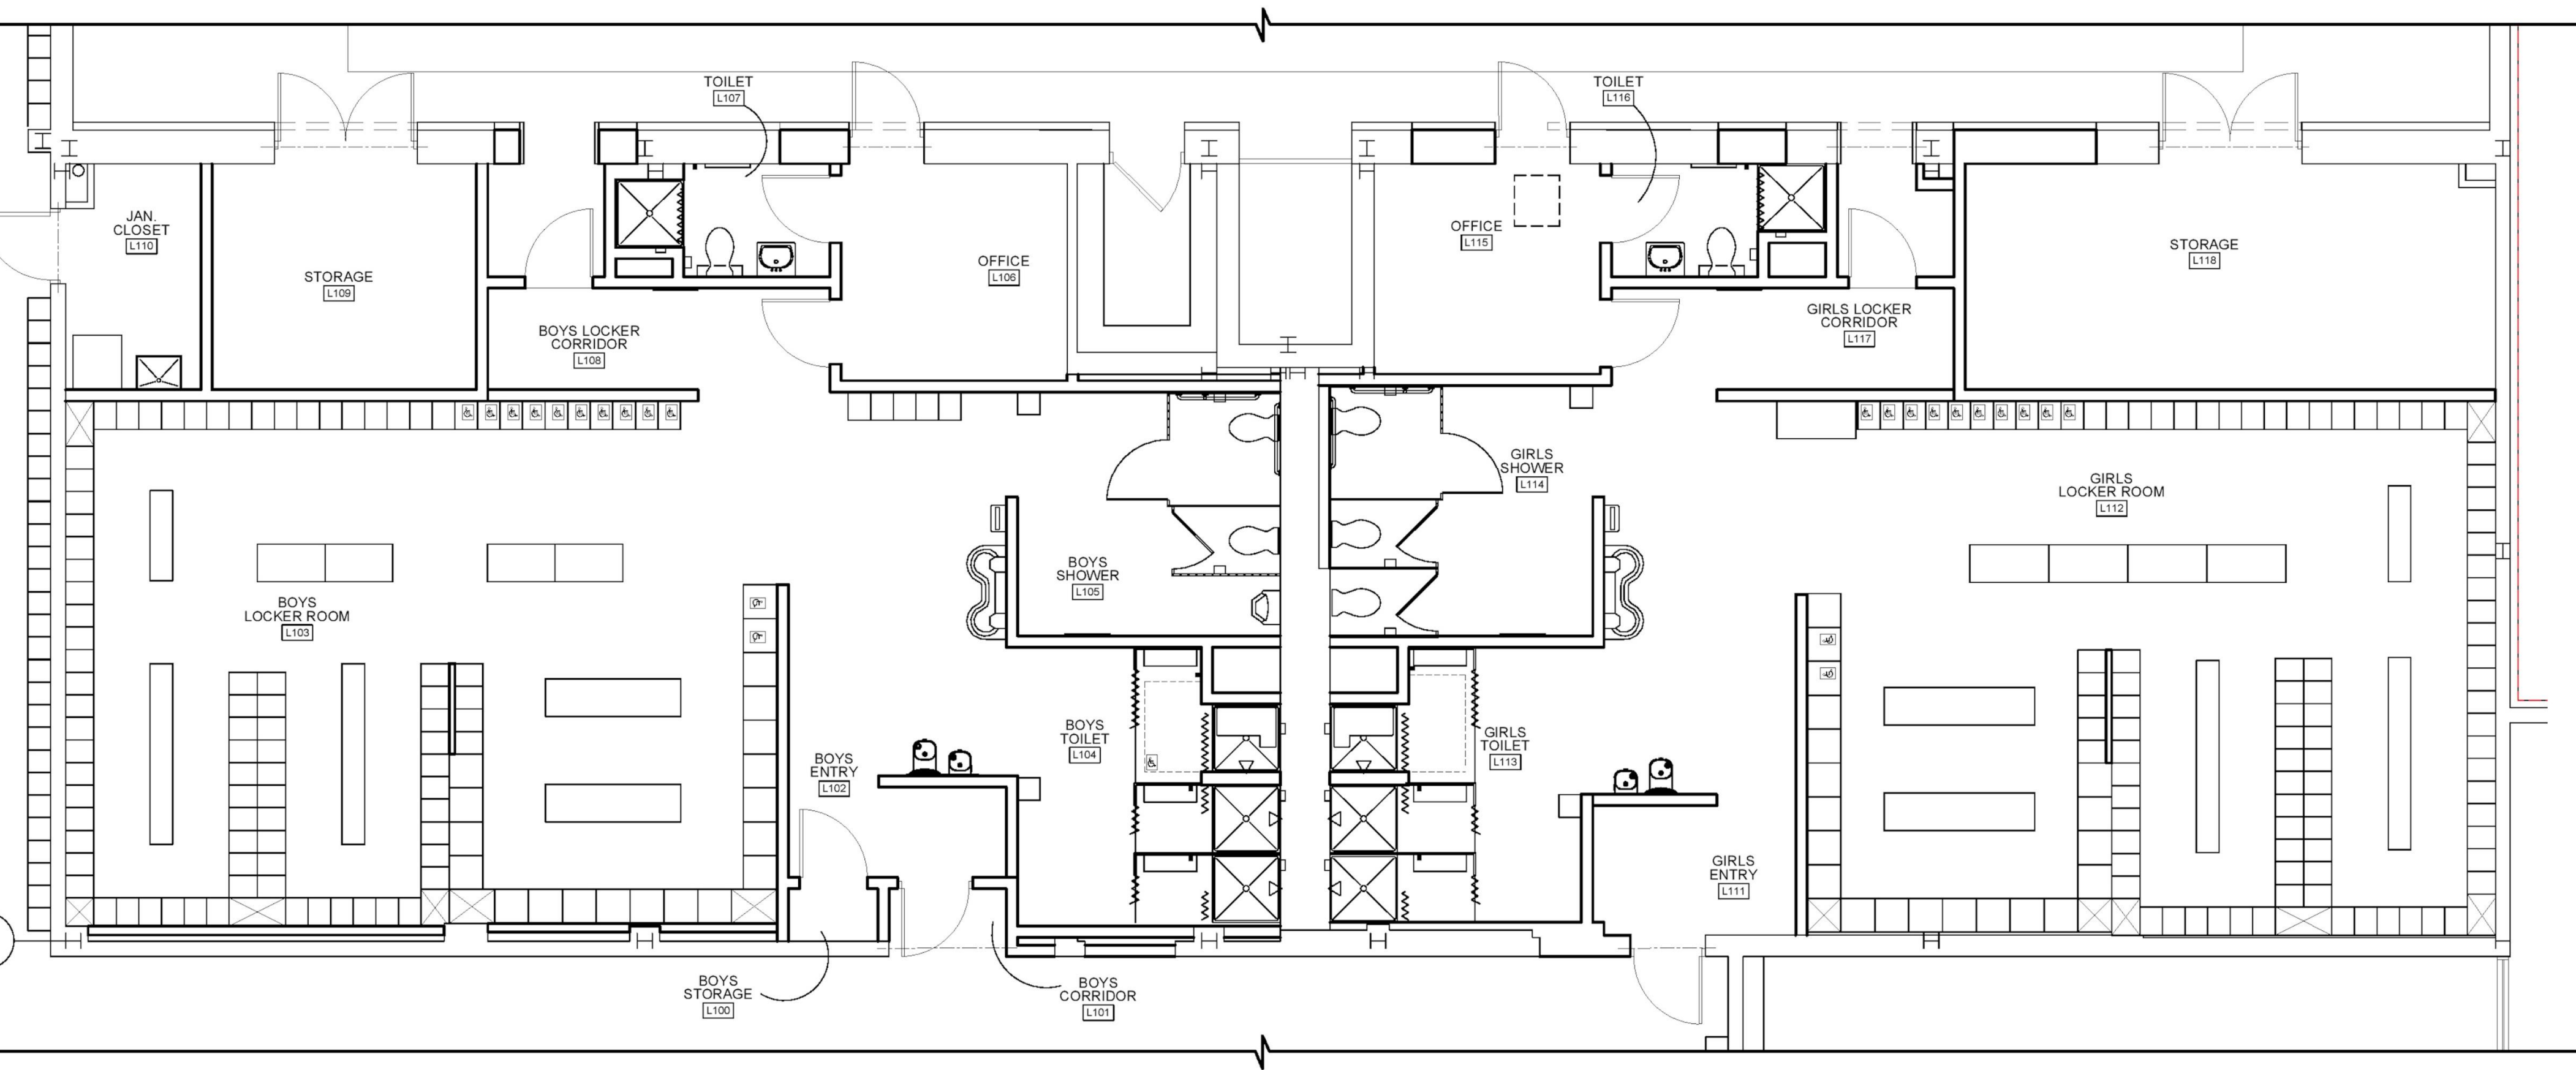 TOILET
L107
TOILET
L116
JAN.
CLOSET
L110
STORAGE
L109
BOYS LOCKER
CORRIDOR
L108
OFFICE
L106
OFFICE
L115
GIRLS LOCKER
CORRIDOR
L117
STORAGE
L118
GIRLS
SHOWER
L114
GIRLS
LOCKER ROOM
L112
BOYS
SHOWER
L105
BOYS
LOCKER ROOM
L103
BOYS
TOILET
L104
GIRLS
TOILET
L113
BOYS
ENTRY
L102
GIRLS
ENTRY
L111
BOYS
STORAGE
L100
BOYS
CORRIDOR
L101